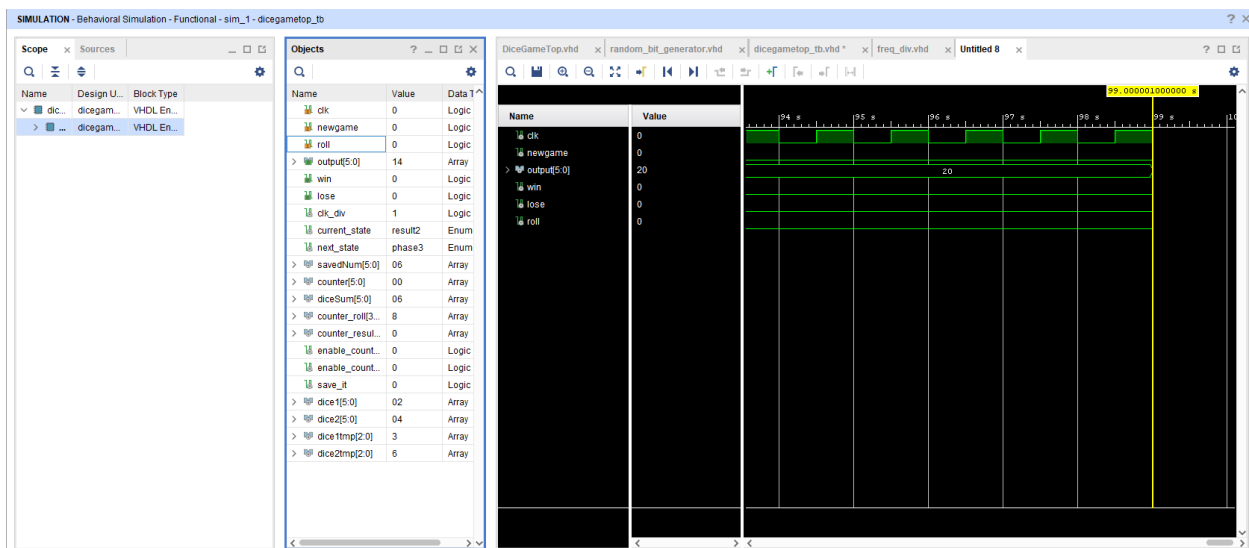 SIMULATION - Behavioral Simulation - Functional - sim_1 - dicegametop_tb
Scope Sources
Name Design U... Block Type
dic... dicegam... VHDL En...
... dicegam... VHDL En...
Objects
Name Value Data T
clk 0 Logic
newgame 0 Logic
roll 0 Logic
output[5:0] 14 Array
win 0 Logic
lose 0 Logic
clk_div 1 Logic
current_state result2 Enum
next_state phase3 Enum
savedNum[5:0] 06 Array
counter[5:0] 00 Array
diceSum[5:0] 06 Array
counter_roll[3... 8 Array
counter_resul... 0 Array
enable_count... 0 Logic
enable_count... 0 Logic
save_it 0 Logic
dice1[5:0] 02 Array
dice2[5:0] 04 Array
dice1tmp[2:0] 3 Array
dice2tmp[2:0] 6 Array
DiceGameTop.vhd random_bit_generator.vhd dicegametop_tb.vhd * freq_div.vhd Untitled 8
99.000001000000 s
Name Value
94 s 95 s 96 s 97 s 98 s 99 s 10
clk 0
newgame 0
output[5:0] 20 20
win 0
lose 0
roll 0